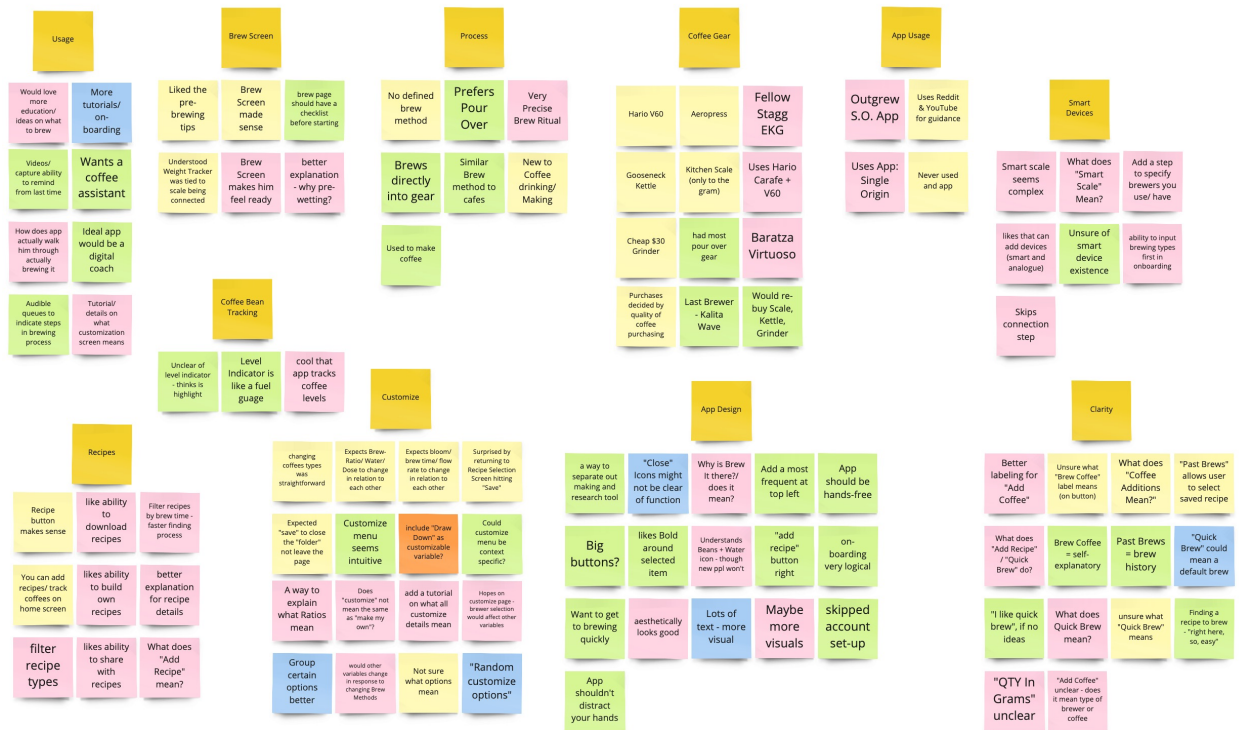 Usage
Would love
more
education/
ideas on what
to brew
More
tutorials/
on-
boarding
Videos/
capture ability
to remind
from last time
Wants a
coffee
assistant
How does app
actually walk
him through
actually
brewing it
Ideal app
would be a
digital
coach
Audible
queues to
indicate steps
in brewing
process
Tutorial/
details on
what
customization
screen means
Brew Screen
Liked the
pre-
brewing
tips
Brew
Screen
made
sense
brew page
should have a
checklist
before starting
Understood
Weight Tracker
was tied to
scale being
connected
Brew
Screen
makes him
feel ready
better
explanation
- why pre-
wetting?
Process
No defined
brew
method
Prefers
Pour
Over
Very
Precise
Brew Ritual
Brews
directly
into gear
Similar
Brew
method to
cafes
New to
Coffee
drinking/
Making
Used to make
coffee
Coffee Gear
Hario V60
Aeropress
Fellow
Stagg
EKG
Gooseneck
Kettle
Kitchen Scale
(only to the
gram)
Uses Hario
Carafe +
V60
Cheap $30
Grinder
had most
pour over
gear
Baratza
Virtuoso
Purchases
decided by
quality of
coffee
purchasing
Last Brewer
- Kalita
Wave
Would re-
buy Scale,
Kettle,
Grinder
App Usage
Outgrew
S.O. App
Uses Reddit
& YouTube
for guidance
Uses App:
Single
Origin
Never used
and app
Smart
Devices
Smart scale
seems
complex
What does
"Smart
Scale"
Mean?
Add a step
to specify
brewers you
use/ have
likes that can
add devices
(smart and
analogue)
Unsure of
smart
device
existence
ability to input
brewing types
first in
onboarding
Skips
connection
step
Coffee Bean
Tracking
Unclear of
level indicator
- thinks is
highlight
Level
Indicator is
like a fuel
guage
cool that
app tracks
coffee
levels
Recipes
Recipe
button
makes sense
like ability
to
download
recipes
Filter recipes
by brew time -
faster finding
process
You can add
recipes/ track
coffees on
home screen
likes ability
to build
own
recipes
better
explanation
for recipe
details
filter
recipe
types
likes ability
to share
with
recipes
What does
"Add
Recipe"
mean?
Customize
changing
coffees types
was
straightforward
Expects Brew-
Ratio/ Water/
Dose to change
in relation to
each other
Expects bloom/
brew time/ flow
rate to change
in relation to
each other
Surprised by
returning to
Recipe Selection
Screen hitting
"Save"
Expected
"save" to close
the "folder"
not leave the
page
Customize
menu
seems
intuitive
include "Draw
Down" as
customizable
variable?
Could
customize
menu be
context
specific?
A way to
explain
what Ratios
mean
Does
"customize" not
mean the same
as "make my
own"?
add a
tutorial on
what all
customize
details mean
Hopes on
customize page -
brewer selection
would affect other
variables
Group
certain
options
better
would other
variables change
in response to
changing Brew
Methods
Not sure
what options
mean
"Random
customize
options"
App Design
a way to
separate out
making and
research tool
"Close"
Icons might
not be clear
of function
Why is Brew
It there?/
does it
mean?
Add a most
frequent at
top left
App
should be
hands-free
Big
buttons?
likes Bold
around
selected
item
Understands
Beans + Water
icon - though
new ppl won't
"add
recipe"
button
right
on-
boarding
very logical
Want to get
to brewing
quickly
aesthetically
looks good
Lots of
text - more
visual
Maybe
more
visuals
skipped
account
set-up
App
shouldn't
distract
your hands
Clarity
Better
labeling for
"Add
Coffee"
Unsure what
"Brew Coffee"
label means
(on button)
What does
"Coffee
Additions
Mean?"
"Past Brews"
allows user
to select
saved recipe
What does
"Add Recipe"
/ "Quick
Brew" do?
Brew Coffee
= self-
explanatory
Past Brews
= brew
history
"Quick
Brew" could
mean a
default brew
"I like quick
brew", if no
ideas
What does
Quick Brew
mean?
unsure what
"Quick Brew"
means
Finding a
recipe to brew
- "right here,
so, easy"
"QTY In
Grams"
unclear
"Add Coffee"
unclear - does
it mean type of
brewer or
coffee